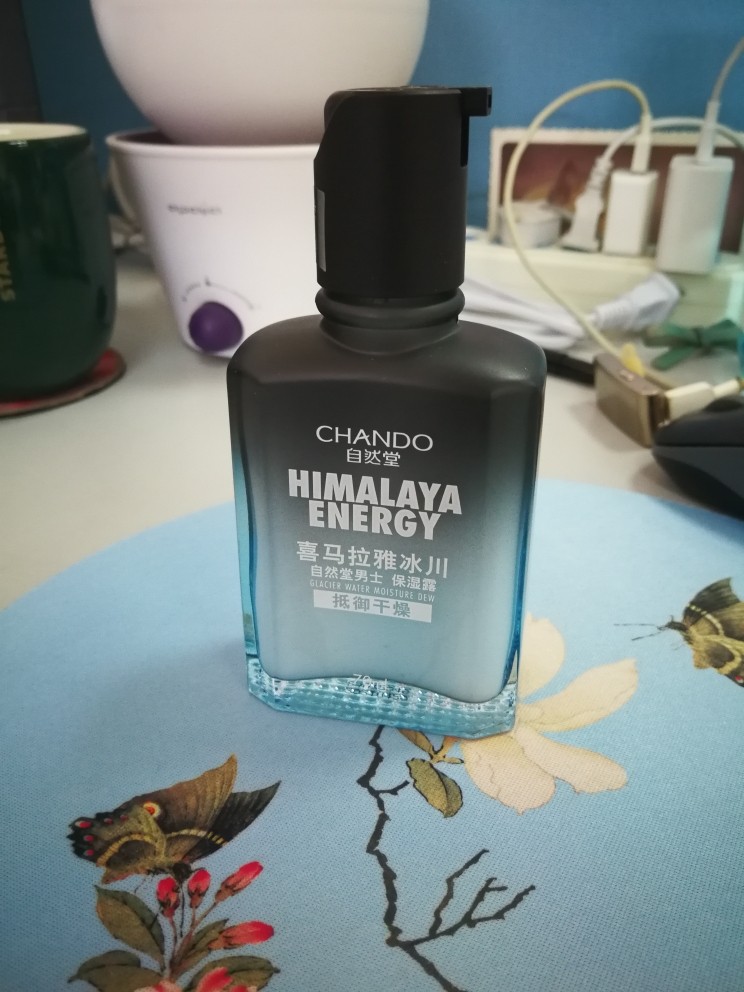 CHANDO
自然堂
HIMALAYA
ENERGY
喜马拉雅冰川
自然堂男士 保湿露
GLACIER WATER MOISTURE DEW
抵御干燥